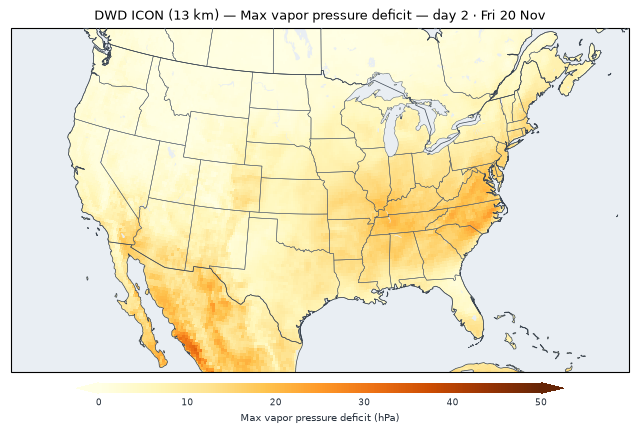 DWD ICON (13 km) — Max vapor pressure deficit — day 2 · Fri 20 Nov
0 10 20 30 40 50
Max vapor pressure deficit (hPa)